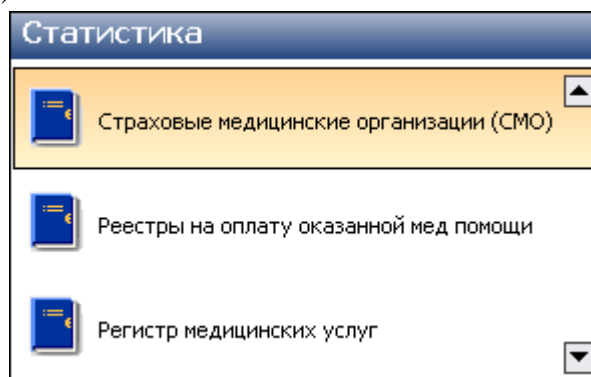 Статистика
Страховые медицинские организации (СМО)
Реестры на оплату оказанной мед помощи
Регистр медицинских услуг